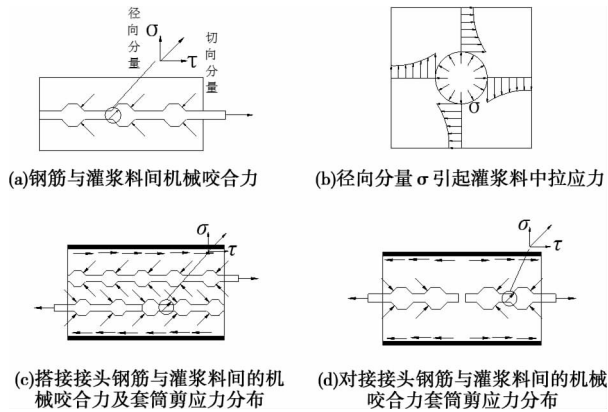 径向分量
σ
τ
切向分量
(a)钢筋与灌浆料间机械咬合力
σ
(b)径向分量 σ 引起灌浆料中拉应力
σ
τ
(c)搭接接头钢筋与灌浆料间的机
械咬合力及套筒剪应力分布
σ
τ
(d)对接接头钢筋与灌浆料间的机械
咬合力套筒剪应力分布